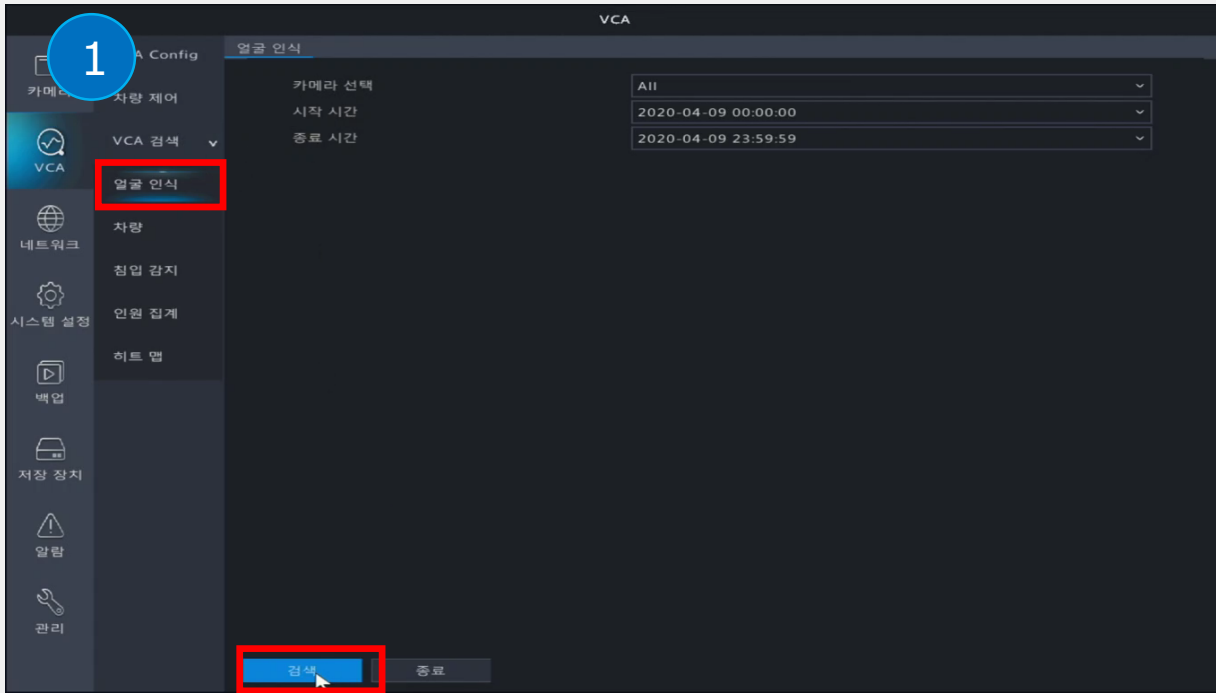 VCA
1
A Config
얼굴 인식
카메
차량 제어
카메라 선택
All
시작 시간
2020-04-09 00:00:00
종료 시간
2020-04-09 23:59:59
VCA
VCA 검색
얼굴 인식
차량
네트워크
침입 감지
인원 집계
시스템 설정
히트 맵
백업
저장 장치
알람
관리
검색
종료